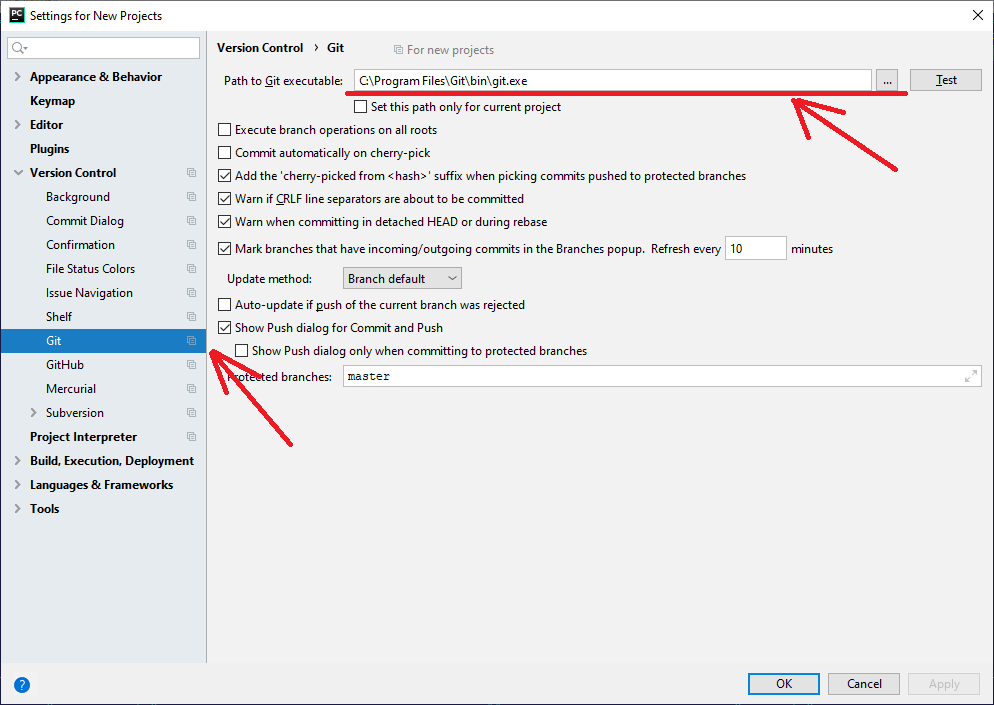 PC Settings for New Projects
Appearance & Behavior
Keymap
Editor
Plugins
Version Control
Background
Commit Dialog
Confirmation
File Status Colors
Issue Navigation
Shelf
Git
GitHub
Mercurial
Subversion
Project Interpreter
Build, Execution, Deployment
Languages & Frameworks
Tools
Version Control › Git For new projects
Path to Git executable: C:\Program Files\Git\bin\git.exe ... Test
Set this path only for current project
Execute branch operations on all roots
Commit automatically on cherry-pick
Add the 'cherry-picked from <hash>' suffix when picking commits pushed to protected branches
Warn if CRLF line separators are about to be committed
Warn when committing in detached HEAD or during rebase
Mark branches that have incoming/outgoing commits in the Branches popup. Refresh every 10 minutes
Update method: Branch default
Auto-update if push of the current branch was rejected
Show Push dialog for Commit and Push
Show Push dialog only when committing to protected branches
Protected branches: master
? OK Cancel Apply